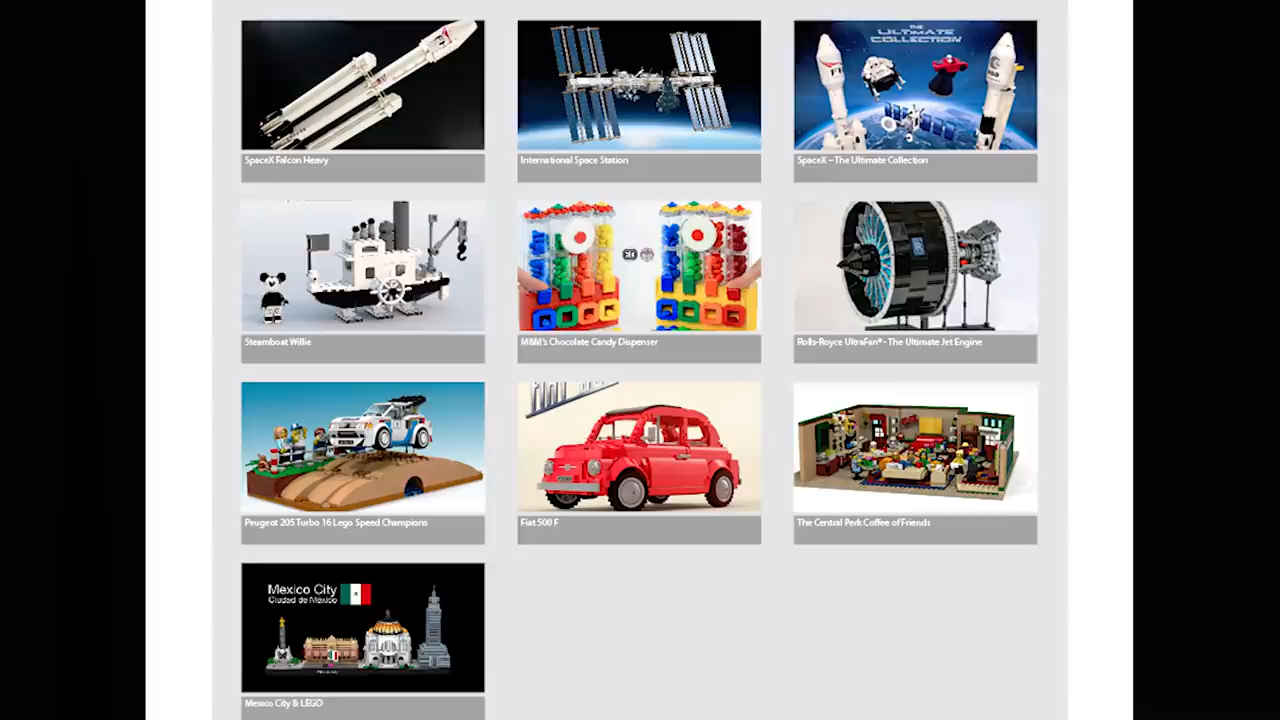 THE
ULTIMATE
COLLECTION
SpaceX Falcon Heavy
International Space Station
SpaceX – The Ultimate Collection
Steamboat Willie
M&M's Chocolate Candy Dispenser
Rolls-Royce UltraFan® - The Ultimate Jet Engine
Peugeot 205 Turbo 16 Lego Speed Champions
Fiat 500 F
The Central Perk Coffee of Friends
Mexico City
Ciudad de México
Mexico City & LEGO